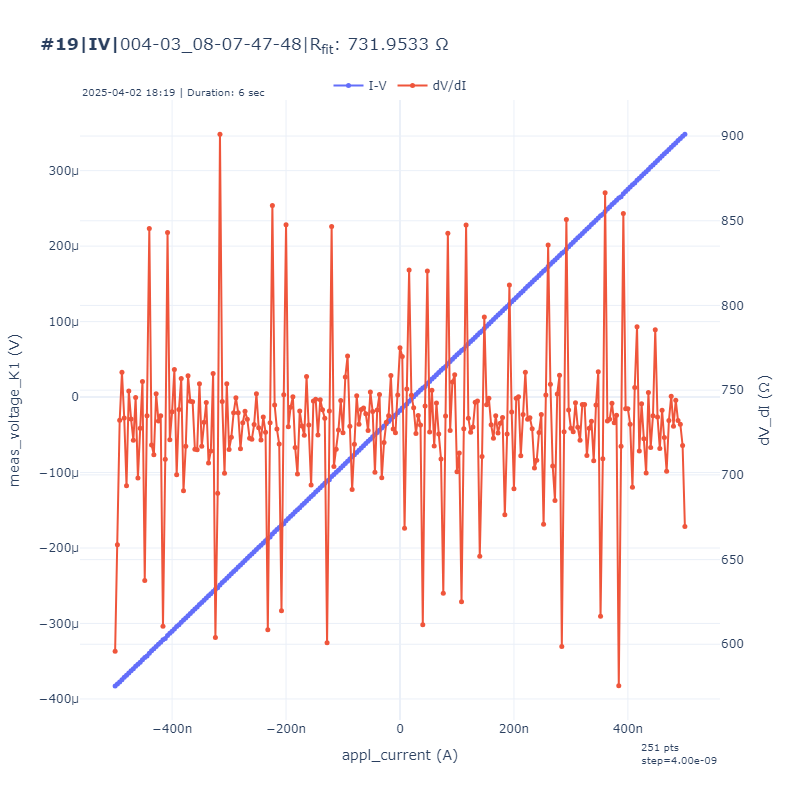 #19|IV|004-03_08-07-47-48|Rfit: 731.9533 Ω
2025-04-02 18:19 | Duration: 6 sec
I-V
dV/dI
300μ
200μ
100μ
0
−100μ
−200μ
−300μ
−400μ
meas_voltage_K1 (V)
900
850
800
750
700
650
600
dV_dI (Ω)
−400n
−200n
0
200n
400n
appl_current (A)
251 pts
step=4.00e-09